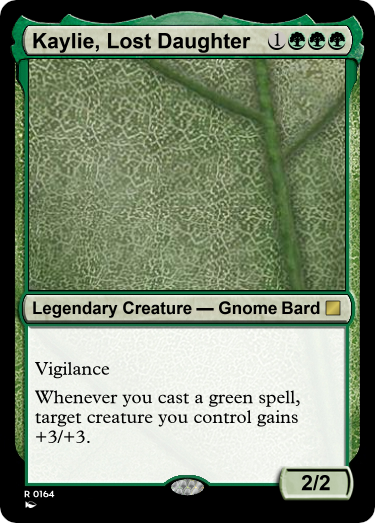 Kaylie, Lost Daughter 1
Legendary Creature — Gnome Bard
Vigilance
Whenever you cast a green spell,
target creature you control gains
+3/+3.
2/2
R 0164